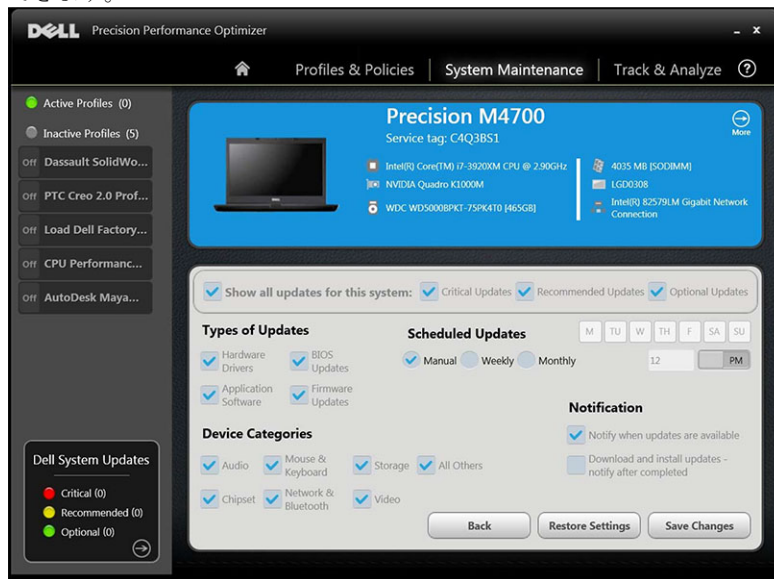 DELL Precision Performance Optimizer
Profiles & Policies
System Maintenance
Track & Analyze
?
Active Profiles (0)
Inactive Profiles (5)
Off Dassault SolidWo...
Off PTC Creo 2.0 Prof...
Off Load Dell Factory...
Off CPU Performanc...
Off AutoDesk Maya...
Dell System Updates
Critical (0)
Recommended (0)
Optional (0)
Precision M4700
Service tag: C4Q3BS1
More
Intel(R) Core(TM) i7-3920XM CPU @ 2.90GHz
NVIDIA Quadro K1000M
WDC WD5000BPKT-75PK4T0 [465GB]
4035 MB [SODIMM]
LGD0308
Intel(R) 82579LM Gigabit Network
Connection
Show all updates for this system: Critical Updates Recommended Updates Optional Updates
Types of Updates
Hardware
Drivers
BIOS
Updates
Application
Software
Firmware
Updates
Scheduled Updates
M TU W TH F SA SU
Manual Weekly Monthly
12 PM
Device Categories
Audio
Mouse &
Keyboard
Storage
All Others
Chipset
Network &
Bluetooth
Video
Notification
Notify when updates are available
Download and install updates -
notify after completed
Back
Restore Settings
Save Changes